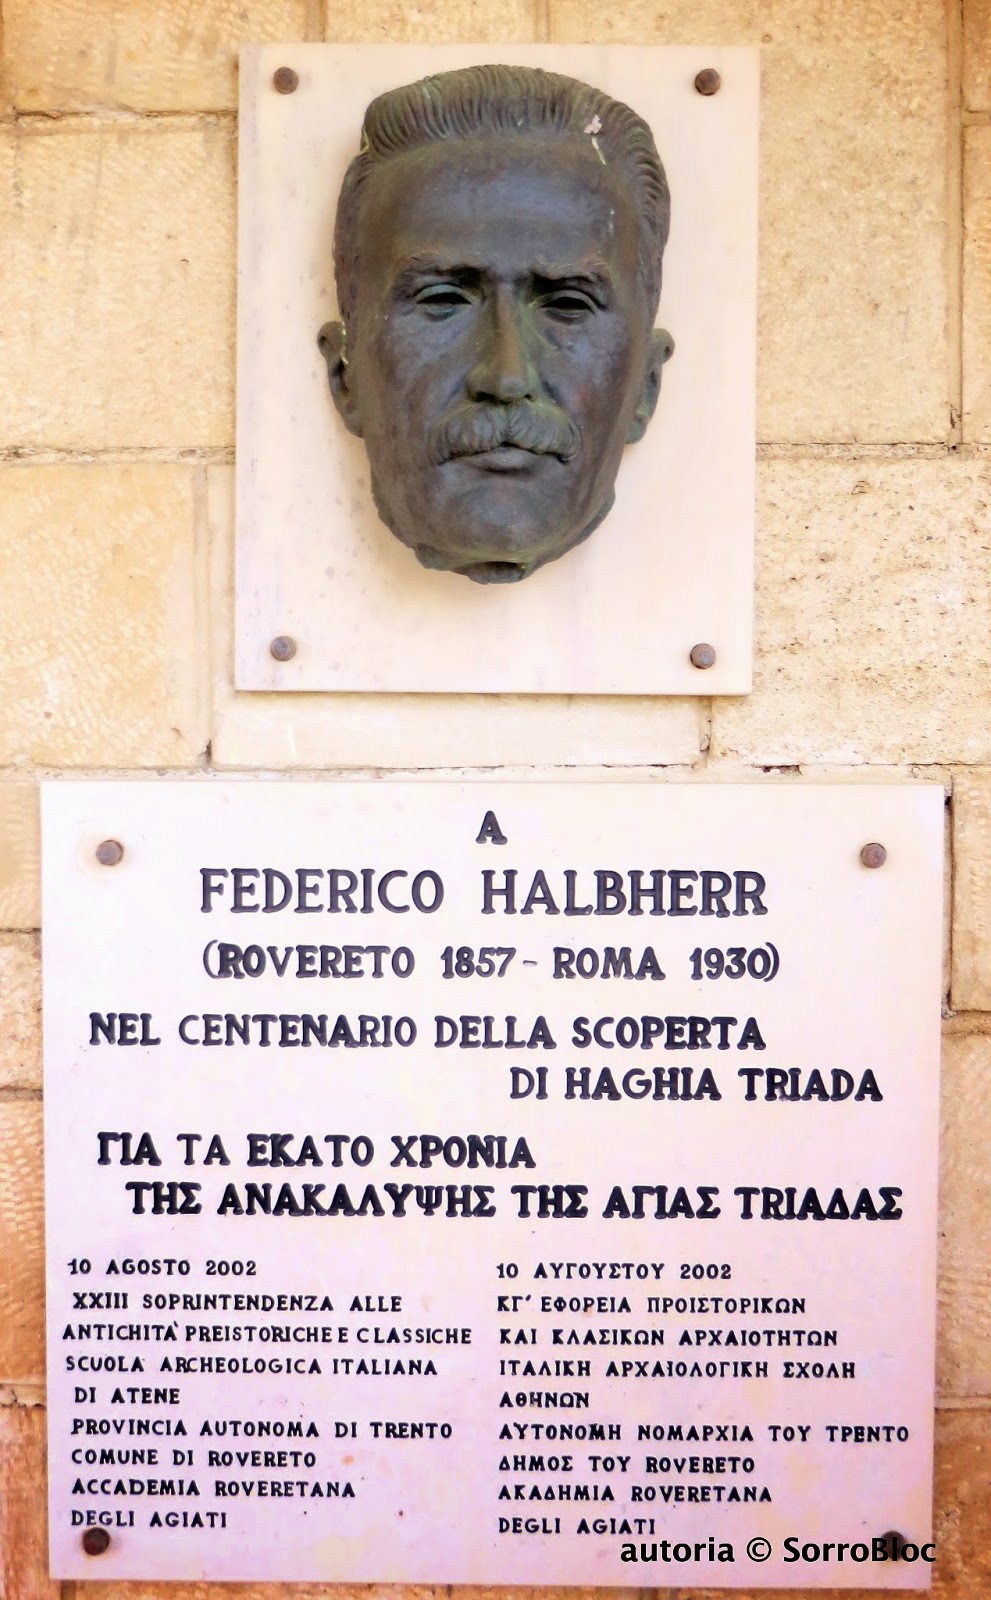 A
FEDERICO HALBHERR
(ROVERETO 1857 - ROMA 1930)
NEL CENTENARIO DELLA SCOPERTA
DI HAGHIA TRIADA
ΓΙΑ ΤΑ ΕΚΑΤΟ ΧΡΟΝΙΑ
ΤΗΣ ΑΝΑΚΑΛΥΨΗΣ ΤΗΣ ΑΓΙΑΣ TRIAΔΑΣ
10 AGOSTO 2002
XXIII SOPRINTENDENZA ALLE
ANTICHITA' PREISTORICHE E CLASSICHE
SCUOLA ARCHEOLOGICA ITALIANA
DI ATENE
PROVINCIA AUTONOMA DI TRENTO
COMUNE DI ROVERETO
ACCADEMIA ROVERETANA
DEGLI AGIATI
10 ΑΥΓΟΥΣΤΟΥ 2002
ΚΓ' ΕΦΟΡΕΙΑ ΠΡΟΙΣΤΟΡΙΚΩΝ
ΚΑΙ ΚΛΑΣΙΚΩΝ ΑΡΧΑΙΟΤΗΤΩΝ
ΙΤΑΛΙΚΗ ΑΡΧΑΙΟΛΟΓΙΚΗ ΣΧΟΛΗ
ΑΘΗΝΩΝ
ΑΥΤΟΝΟΜΗ ΝΟΜΑΡΧΙΑ ΤΟΥ ΤΡΕΝΤΟ
ΔΗΜΟΣ ΤΟΥ ROVERETO
ΑΚΑΔΗΜΙΑ ROVERETANA
DEGLI AGIATI
autoria © SorroBloc